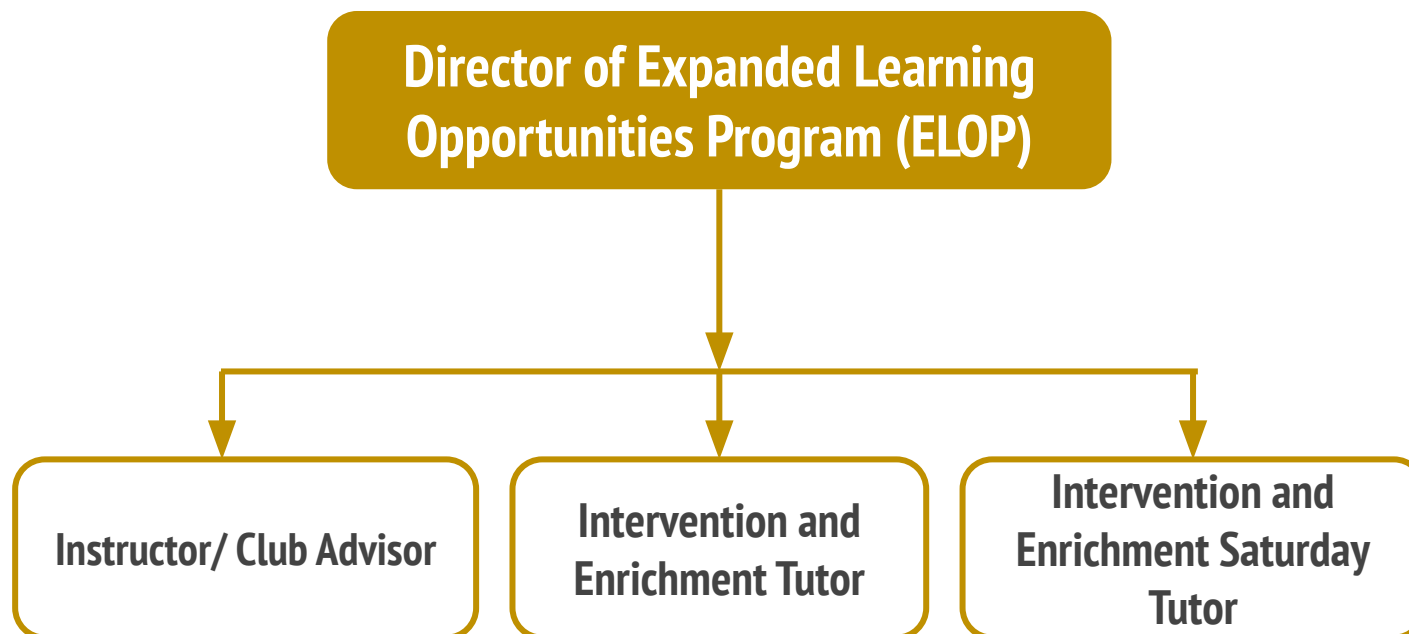 Director of Expanded Learning
Opportunities Program (ELOP)
Instructor/ Club Advisor
Intervention and
Enrichment Tutor
Intervention and
Enrichment Saturday
Tutor